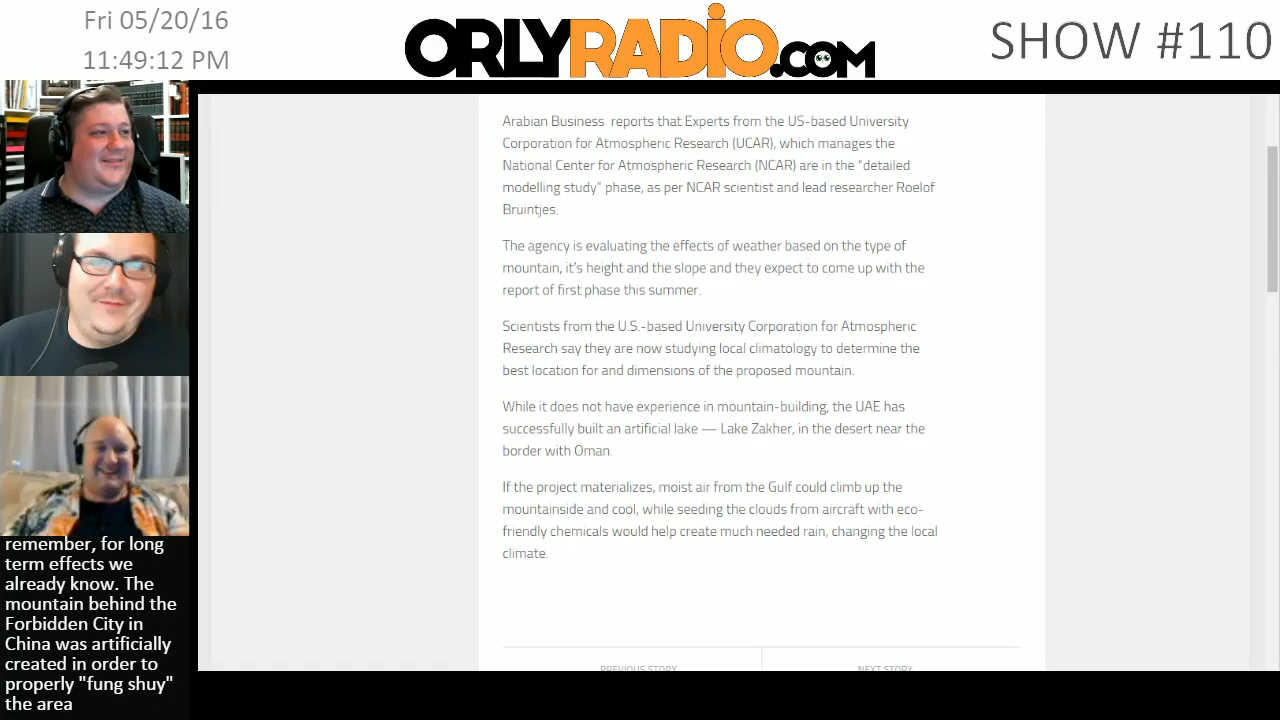 Fri 05/20/16
11:49:12 PM
ORLYRADiO.COM
SHOW #110
Arabian Business reports that Experts from the US-based University
Corporation for Atmospheric Research (UCAR), which manages the
National Center for Atmospheric Research (NCAR) are in the “detailed
modelling study” phase, as per NCAR scientist and lead researcher Roelof
Bruintjes.
The agency is evaluating the effects of weather based on the type of
mountain, it’s height and the slope and they expect to come up with the
report of first phase this summer.
Scientists from the U.S.-based University Corporation for Atmospheric
Research say they are now studying local climatology to determine the
best location for and dimensions of the proposed mountain.
While it does not have experience in mountain-building, the UAE has
successfully built an artificial lake — Lake Zakher, in the desert near the
border with Oman.
If the project materializes, moist air from the Gulf could climb up the
mountainside and cool, while seeding the clouds from aircraft with eco-
friendly chemicals would help create much needed rain, changing the local
climate.
PREVIOUS STORY
NEXT STORY
remember, for long
term effects we
already know. The
mountain behind the
Forbidden City in
China was artificially
created in order to
properly "fung shuy"
the area